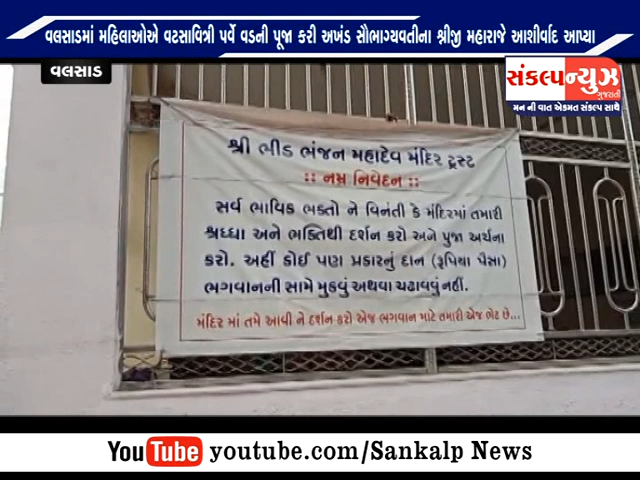 વલસાડમાં મહિલાઓએ વટસાવિત્રી પર્વે વડની પૂજા કરી અખંડ સૌભાગ્યવતીના શ્રીજી મહારાજે આશીર્વાદ આપ્યા
વલસાડ
સંકલ્પ ન્યુઝ
ગુજરાતી
મન ની વાત એકમત સંકલ્પ સાથે
શ્રી ભીડ ભંજન મહાદેવ મંદિર ટ્રસ્ટ
:: નમ્ર નિવેદન ::
સર્વ ભાવિક ભક્તો ને વિનંતી કે મંદિરમાં તમારી
શ્રધ્ધા અને ભક્તિથી દર્શન કરો અને પુજા અર્ચના
કરો. અહીં કોઈ પણ પ્રકારનું દાન (રૂપિયા પૈસા)
ભગવાનની સામે મુકવું અથવા ચઢાવવું નહીં.
મંદિર માં તમે આવી ને દર્શન કરો એજ ભગવાન માટે તમારી એજ ભેટ છે...
YouTube youtube.com/Sankalp News